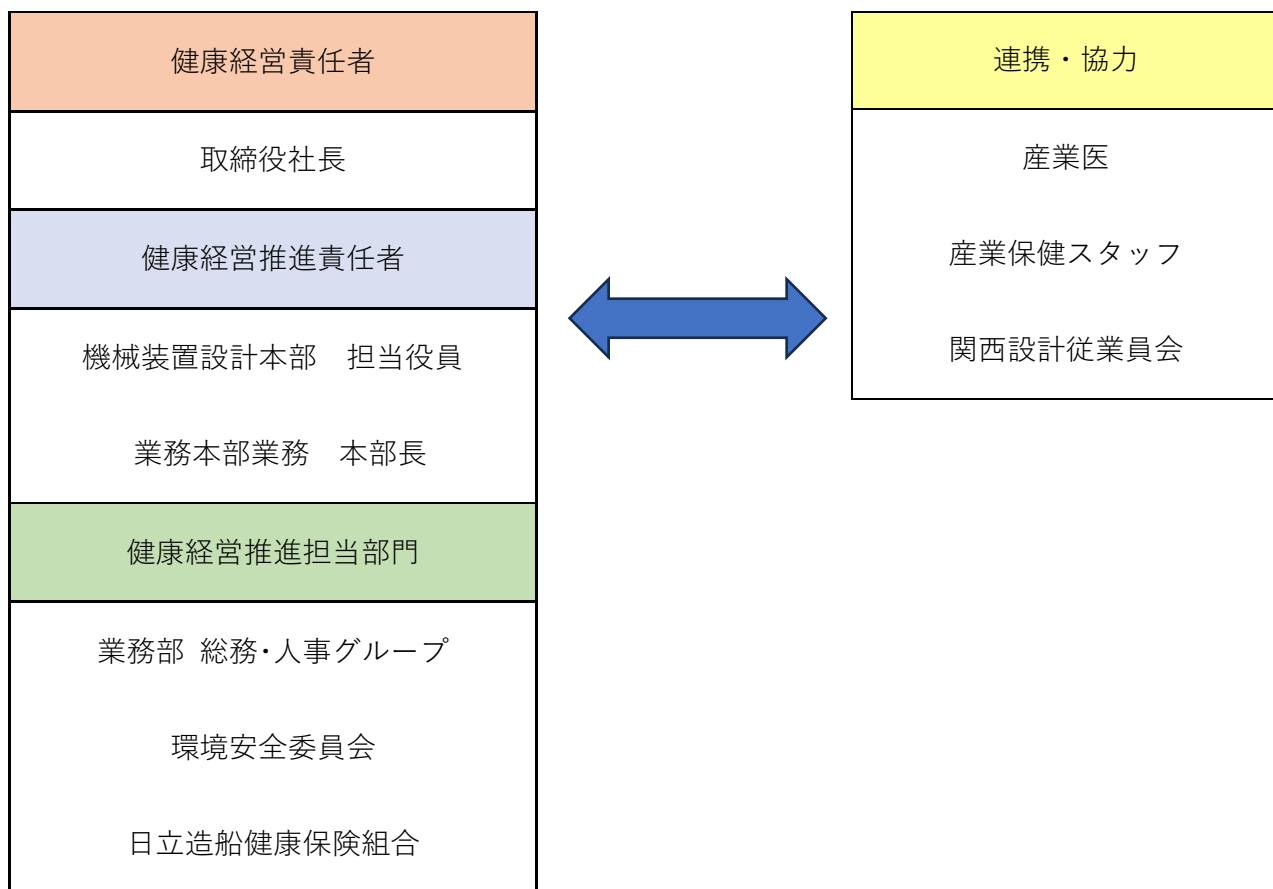 健康経営責任者
取締役社長
健康経営推進責任者
機械装置設計本部　担当役員
業務本部業務　本部長
健康経営推進担当部門
業務部 総務･人事グループ
環境安全委員会
日立造船健康保険組合
連携・協力
産業医
産業保健スタッフ
関西設計従業員会